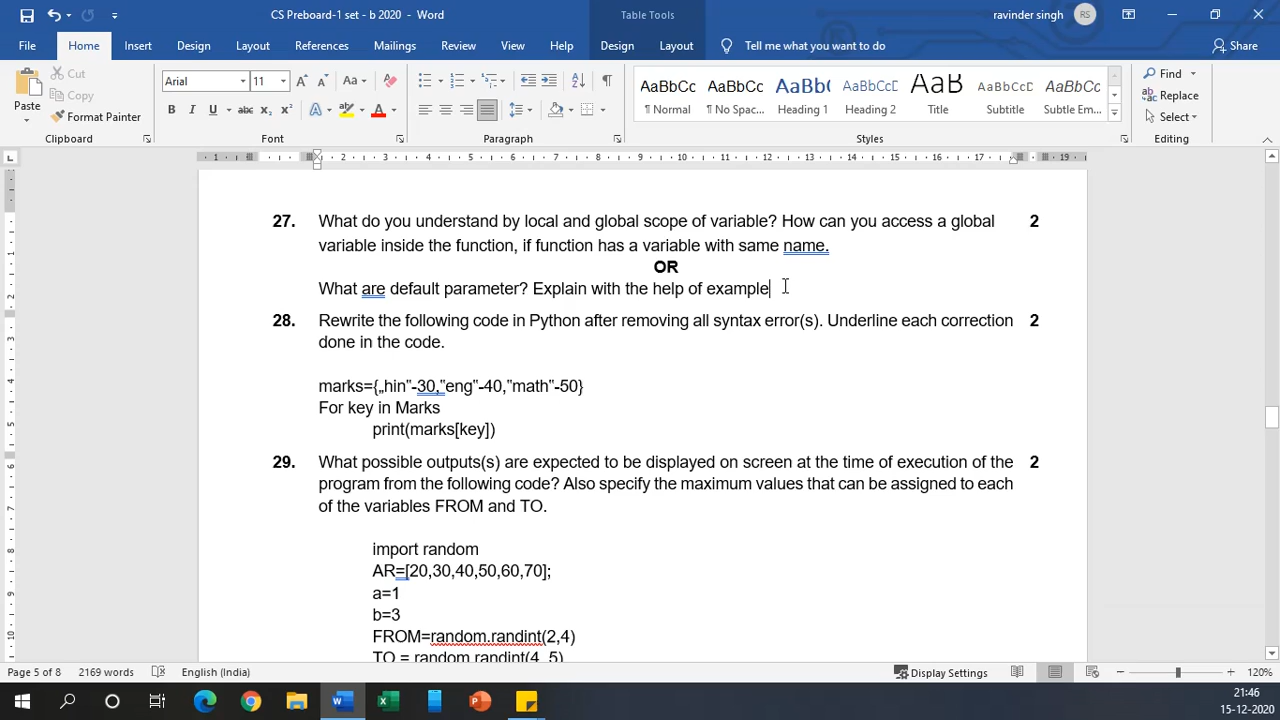 CS Preboard-1 set - b 2020 - Word
Table Tools
ravinder singh
RS
File Home Insert Design Layout References Mailings Review View Help Design Layout Tell me what you want to do Share
Paste
Cut
Copy
Format Painter
Clipboard
Arial 11
Font
Paragraph
AaBbCc AaBbCc AaBbC AaBbCcD AaB AaBbCcD AaBbCc
¶ Normal ¶ No Spac... Heading 1 Heading 2 Title Subtitle Subtle Em...
Styles
Find
Replace
Select
Editing
27. What do you understand by local and global scope of variable? How can you access a global 2
variable inside the function, if function has a variable with same name.
OR
What are default parameter? Explain with the help of example
28. Rewrite the following code in Python after removing all syntax error(s). Underline each correction 2
done in the code.
marks={„hin‟-30,‟eng‟-40,‟math‟-50}
For key in Marks
print(marks[key])
29. What possible outputs(s) are expected to be displayed on screen at the time of execution of the 2
program from the following code? Also specify the maximum values that can be assigned to each
of the variables FROM and TO.
import random
AR=[20,30,40,50,60,70];
a=1
b=3
FROM=random.randint(2,4)
TO = random.randint(4, 5)
Page 5 of 8 2169 words English (India) Display Settings 120%
21:46
15-12-2020